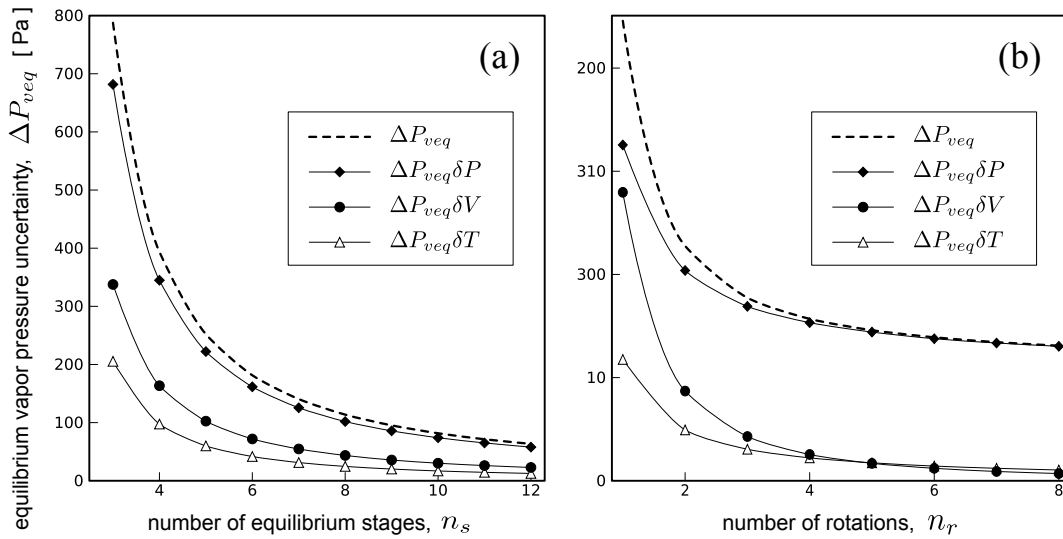 equilibrium vapor pressure uncertainty, ΔP_veq [ Pa]
800
700
600
500
400
300
200
100
0
(a)
ΔP_veq
ΔP_veq δP
ΔP_veq δV
ΔP_veq δT
4 6 8 10 12
number of equilibrium stages, n_s
200
310
300
10
0
(b)
ΔP_veq
ΔP_veq δP
ΔP_veq δV
ΔP_veq δT
2 4 6 8
number of rotations, n_r